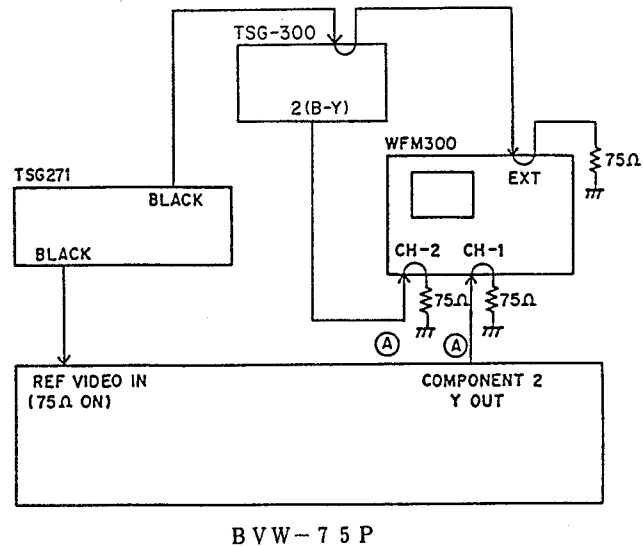 TSG-300
2(B-Y)
WFM300
EXT
75Ω
TSG271
BLACK
BLACK
CH-2 CH-1
75Ω 75Ω
A A
REF VIDEO IN
(75Ω ON)
COMPONENT 2
Y OUT
BVW-75P